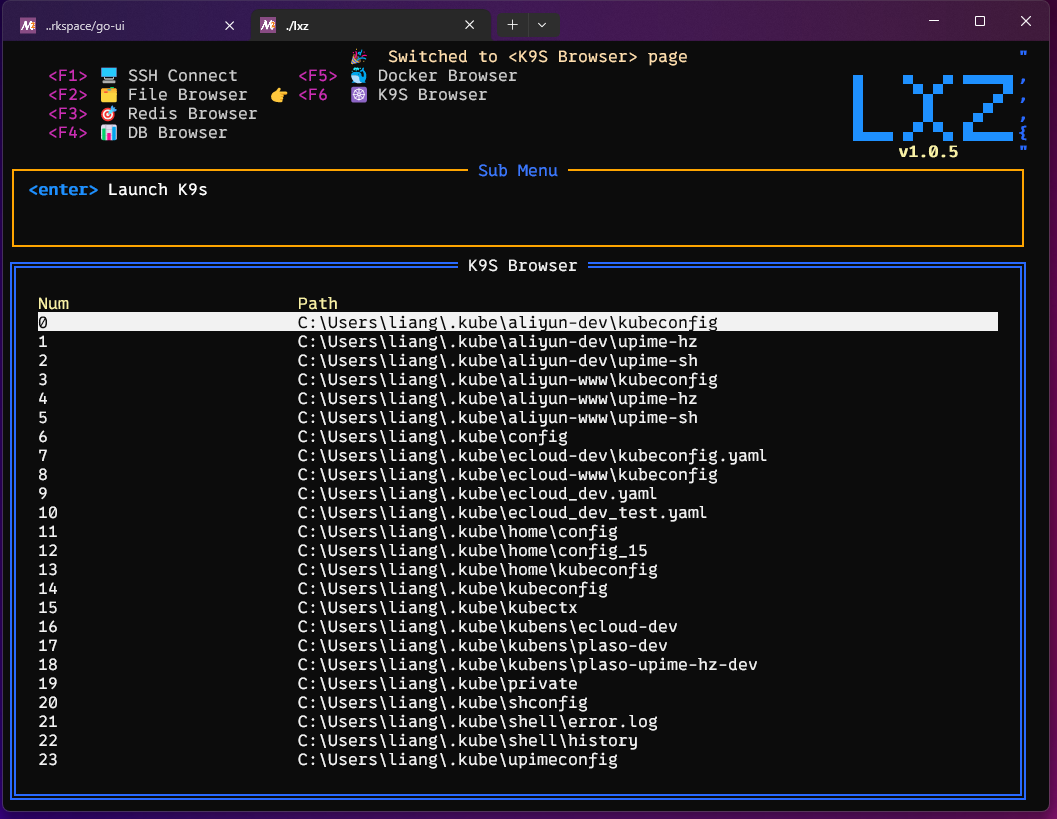 ..rkspace/go-ui
./lxz
🎉 Switched to <K9S Browser> page
<F1> 💻 SSH Connect <F5> 🐳 Docker Browser
<F2> 🗂️ File Browser 👉 <F6 ☸️ K9S Browser
<F3> 🎯 Redis Browser
<F4> 📊 DB Browser
LXZ
v1.0.5
Sub Menu
<enter> Launch K9s
K9S Browser
Num Path
0 C:\Users\liang\.kube\aliyun-dev\kubeconfig
1 C:\Users\liang\.kube\aliyun-dev\upime-hz
2 C:\Users\liang\.kube\aliyun-dev\upime-sh
3 C:\Users\liang\.kube\aliyun-www\kubeconfig
4 C:\Users\liang\.kube\aliyun-www\upime-hz
5 C:\Users\liang\.kube\aliyun-www\upime-sh
6 C:\Users\liang\.kube\config
7 C:\Users\liang\.kube\ecloud-dev\kubeconfig.yaml
8 C:\Users\liang\.kube\ecloud-www\kubeconfig
9 C:\Users\liang\.kube\ecloud_dev.yaml
10 C:\Users\liang\.kube\ecloud_dev_test.yaml
11 C:\Users\liang\.kube\home\config
12 C:\Users\liang\.kube\home\config_15
13 C:\Users\liang\.kube\home\kubeconfig
14 C:\Users\liang\.kube\kubeconfig
15 C:\Users\liang\.kube\kubectx
16 C:\Users\liang\.kube\kubens\ecloud-dev
17 C:\Users\liang\.kube\kubens\plaso-dev
18 C:\Users\liang\.kube\kubens\plaso-upime-hz-dev
19 C:\Users\liang\.kube\private
20 C:\Users\liang\.kube\shconfig
21 C:\Users\liang\.kube\shell\error.log
22 C:\Users\liang\.kube\shell\history
23 C:\Users\liang\.kube\upimeconfig